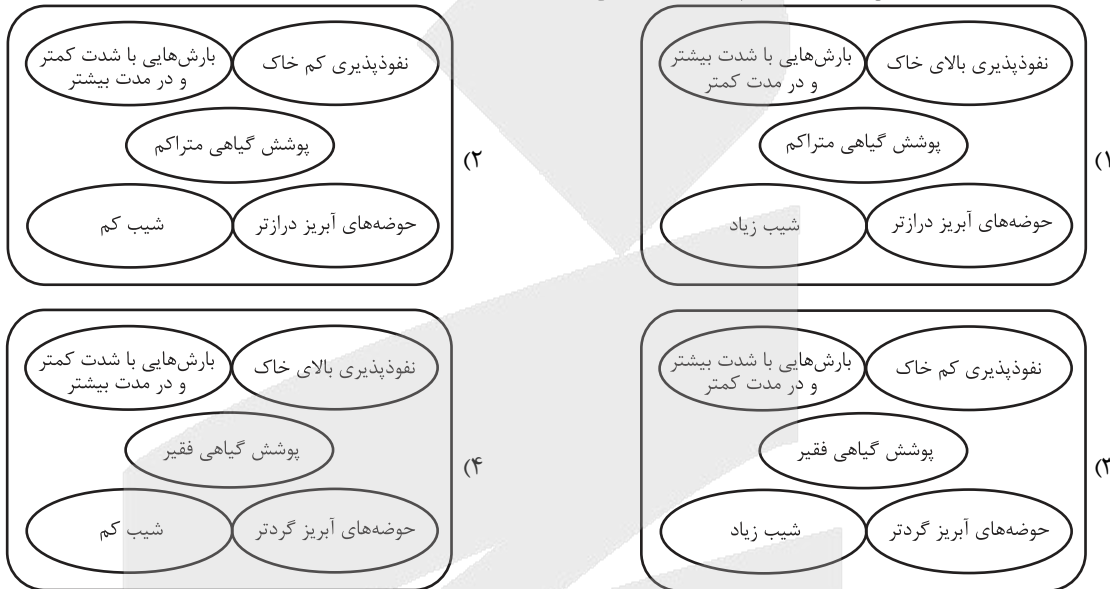 نفوذپذیری بالای خاک
بارش‌هایی با شدت بیشتر
و در مدت کمتر
پوشش گیاهی متراکم
(۱
حوضه‌های آبریز درازتر
شیب زیاد
نفوذپذیری کم خاک
بارش‌هایی با شدت کمتر
و در مدت بیشتر
پوشش گیاهی متراکم
(۲
حوضه‌های آبریز درازتر
شیب کم
نفوذپذیری کم خاک
بارش‌هایی با شدت بیشتر
و در مدت کمتر
پوشش گیاهی فقیر
(۳
حوضه‌های آبریز گردتر
شیب زیاد
نفوذپذیری بالای خاک
بارش‌هایی با شدت کمتر
و در مدت بیشتر
پوشش گیاهی فقیر
(۴
حوضه‌های آبریز گردتر
شیب کم